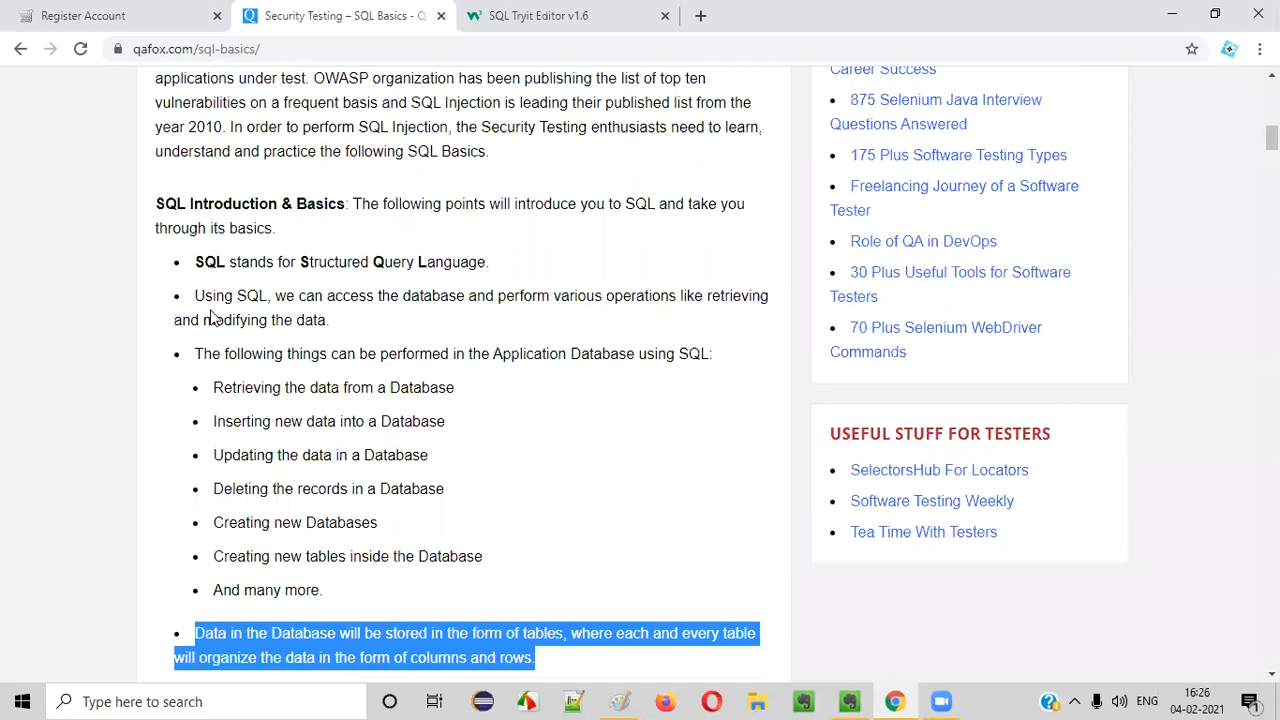 Register Account
Security Testing – SQL Basics - Q
SQL Tryit Editor v1.6
qafox.com/sql-basics/
applications under test. OWASP organization has been publishing the list of top ten
vulnerabilities on a frequent basis and SQL Injection is leading their published list from the
year 2010. In order to perform SQL Injection, the Security Testing enthusiasts need to learn,
understand and practice the following SQL Basics.
SQL Introduction & Basics: The following points will introduce you to SQL and take you
through its basics.
SQL stands for Structured Query Language.
Using SQL, we can access the database and perform various operations like retrieving
and modifying the data.
The following things can be performed in the Application Database using SQL:
Retrieving the data from a Database
Inserting new data into a Database
Updating the data in a Database
Deleting the records in a Database
Creating new Databases
Creating new tables inside the Database
And many more.
Data in the Database will be stored in the form of tables, where each and every table
will organize the data in the form of columns and rows.
Career Success
875 Selenium Java Interview
Questions Answered
175 Plus Software Testing Types
Freelancing Journey of a Software
Tester
Role of QA in DevOps
30 Plus Useful Tools for Software
Testers
70 Plus Selenium WebDriver
Commands
USEFUL STUFF FOR TESTERS
SelectorsHub For Locators
Software Testing Weekly
Tea Time With Testers
Type here to search
ENG
16:26
04-02-2021